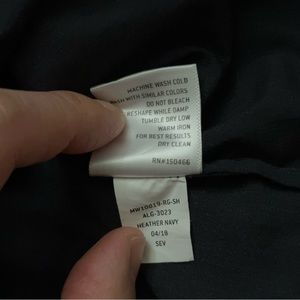 MACHINE WASH COLD
WASH WITH SIMILAR COLORS
DO NOT BLEACH
RESHAPE WHILE DAMP
TUMBLE DRY LOW
WARM IRON
FOR BEST RESULTS
DRY CLEAN
RN#150466
MW10019-RG-SH
ALG-3023
HEATHER NAVY
04/18
SEV